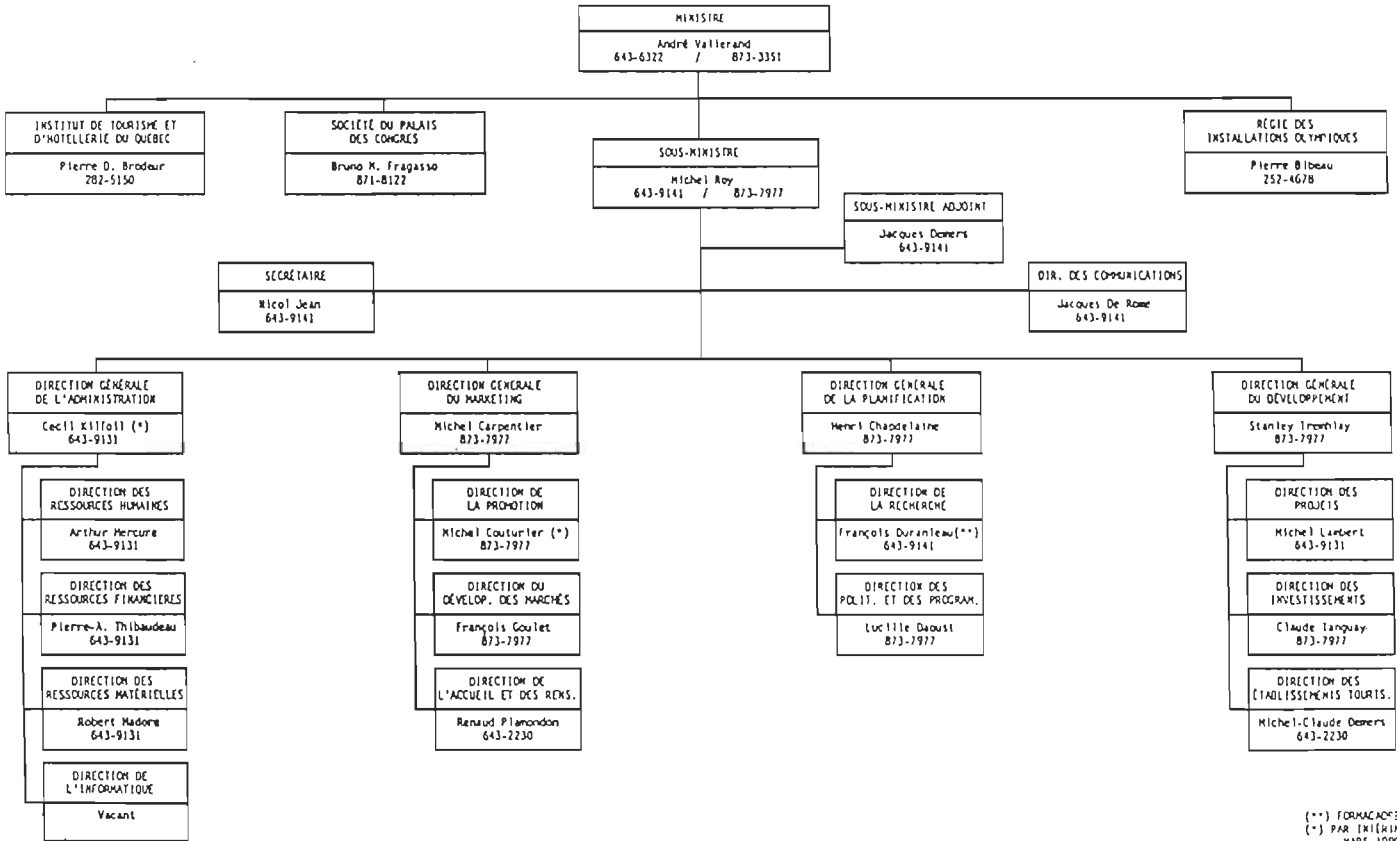 MINISTRE
André Vallerand
643-6322 / 873-3351
INSTITUT DE TOURISME ET
D'HOTELLERIE DU QUÉBEC
Pierre D. Brodeur
282-5150
SOCIÉTÉ DU PALAIS
DES CONGRES
Bruno M. Fragasso
871-8122
SOUS-MINISTRE
Michel Roy
643-9141 / 873-7977
RÉGIE DES
INSTALLATIONS OLYMPIQUES
Pierre Bibeau
252-4678
SOUS-MINISTRE ADJOINT
Jacques Demers
643-9141
SECRÉTAIRE
Nicol Jean
643-9141
DIR. DES COMMUNICATIONS
Jacques De Rome
643-9141
DIRECTION GÉNÉRALE
DE L'ADMINISTRATION
Cecil Kilfoil (*)
643-9131
DIRECTION DES
RESSOURCES HUMAINES
Arthur Mercure
643-9131
DIRECTION DES
RESSOURCES FINANCIERES
Pierre-A. Thibaudeau
643-9131
DIRECTION DES
RESSOURCES MATÉRIELLES
Robert Madore
643-9131
DIRECTION DE
L'INFORMATIQUE
Vacant
DIRECTION GENERALE
DU MARKETING
Michel Carpentier
873-7977
DIRECTION DE
LA PROMOTION
Michel Couturier (*)
873-7977
DIRECTION DU
DÉVELOP. DES MARCHÉS
François Goulet
873-7977
DIRECTION DE
L'ACCUEIL ET DES RENS.
Renaud Plamondon
643-2230
DIRECTION GÉNÉRALE
DE LA PLANIFICATION
Henri Chapdelaine
873-7977
DIRECTION DE
LA RECHERCHE
François Duranleau(**)
643-9141
DIRECTION DES
POLIT. ET DES PROGRAM.
Lucille Daoust
873-7977
DIRECTION GÉNÉRALE
DU DÉVELOPPEMENT
Stanley Tremblay
873-7977
DIRECTION DES
PROJETS
Michel Lambert
643-9131
DIRECTION DES
INVESTISSEMENTS
Claude Tanguay
873-7977
DIRECTION DES
ÉTABLISSEMENTS TOURIS.
Michel-Claude Demers
643-2230
(**) FORMACADRE
(*) PAR INTÉRIM
MARS